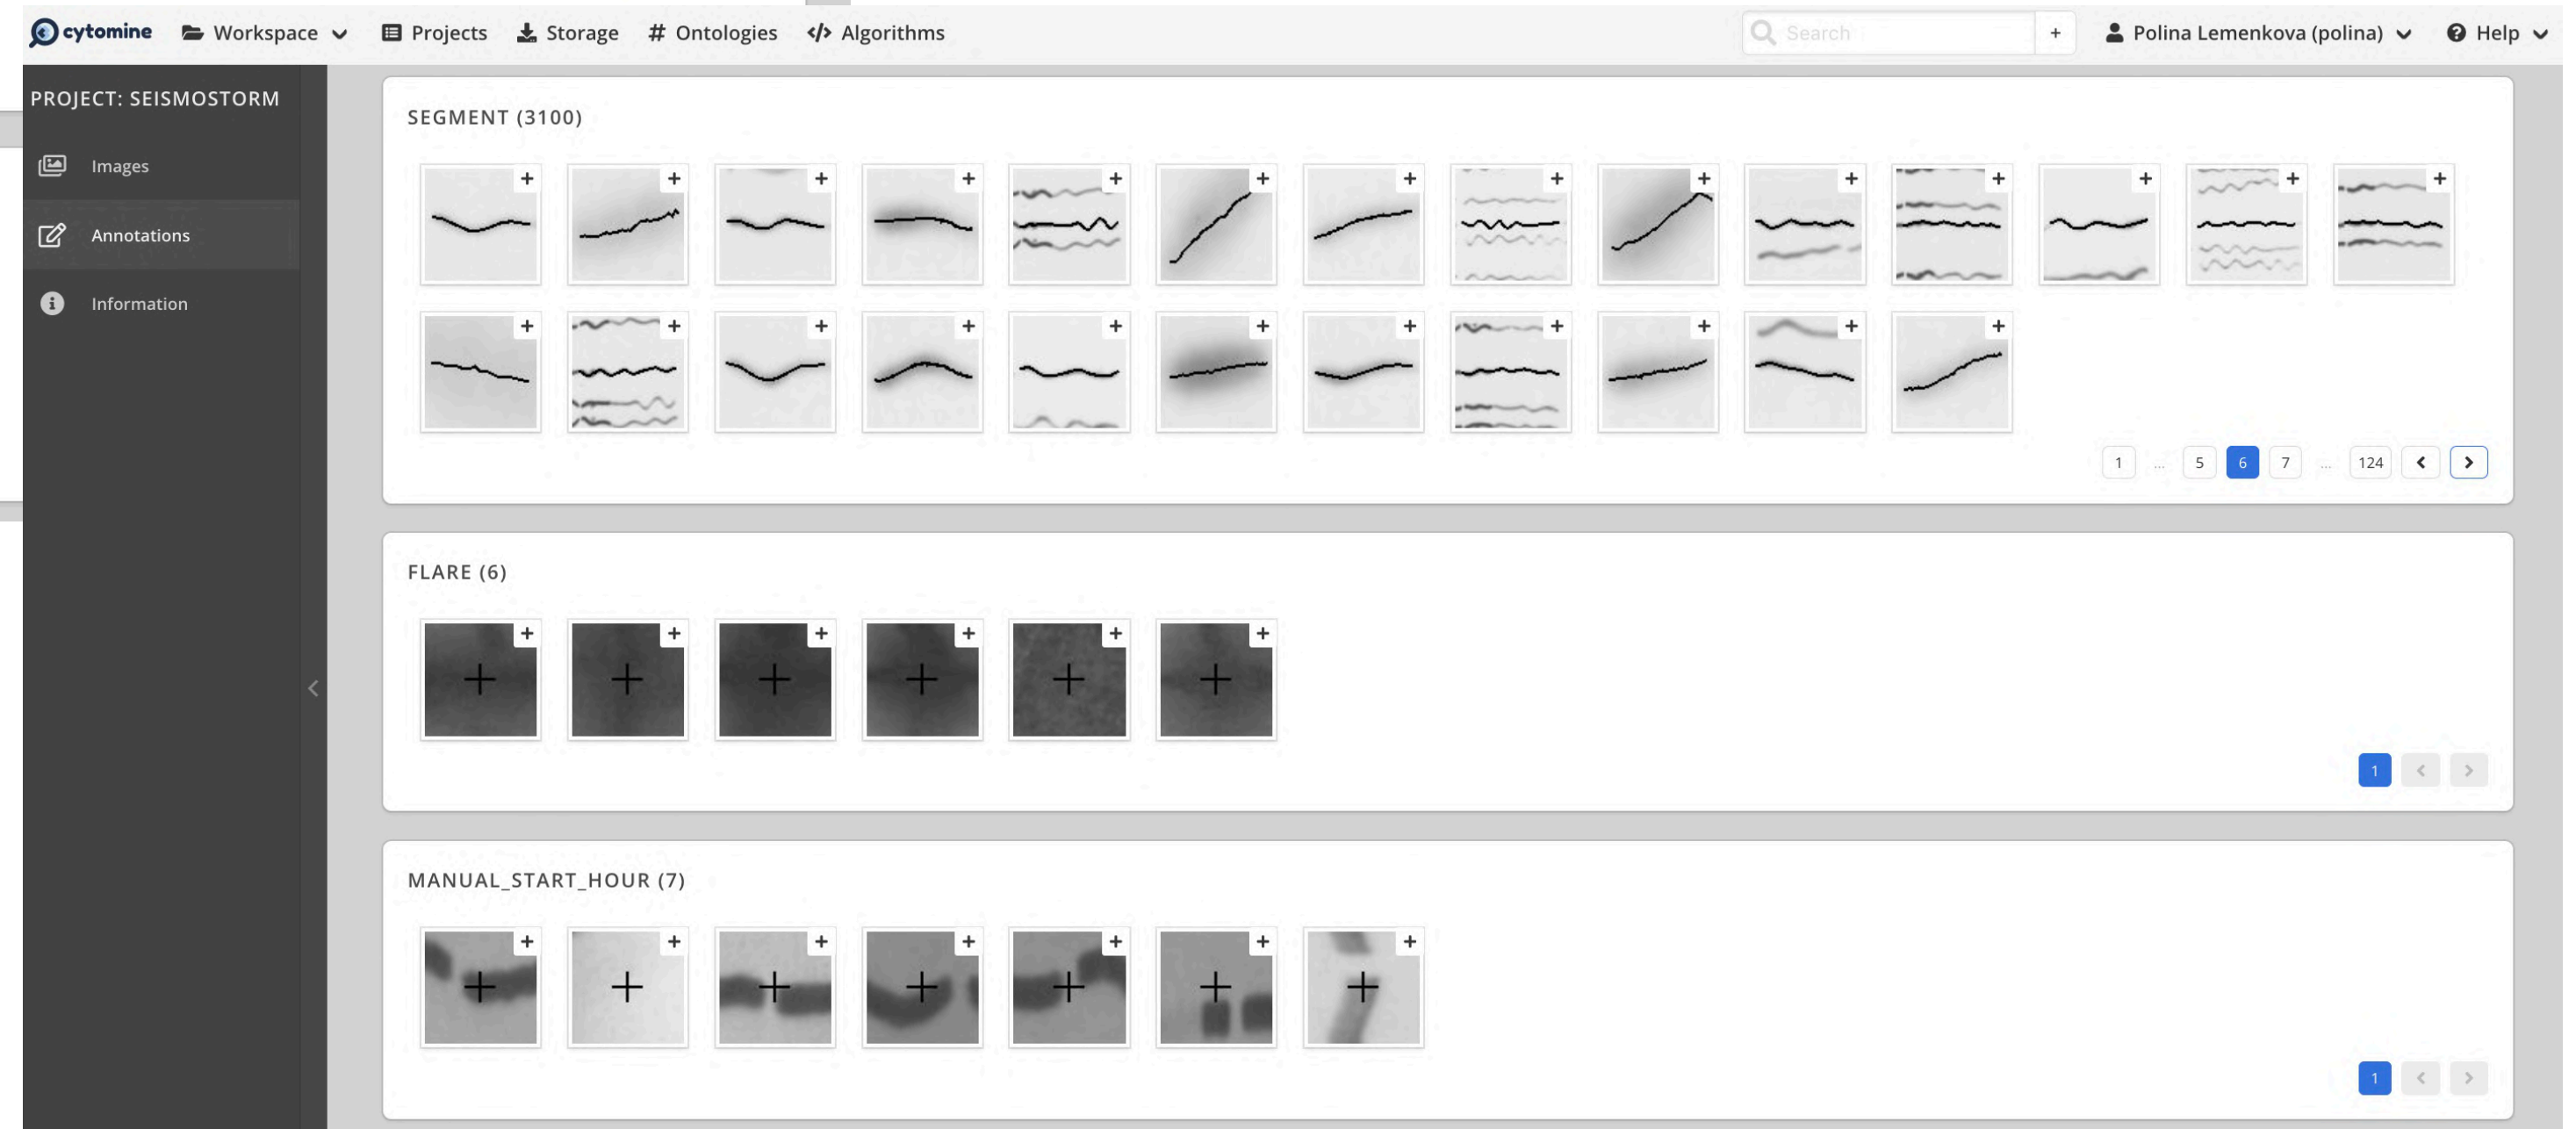 cytomine Workspace Projects Storage # Ontologies </> Algorithms Search + Polina Lemenkova (polina) Help
PROJECT: SEISMOSTORM
Images
Annotations
Information
SEGMENT (3100)
1 ... 5 6 7 ... 124
FLARE (6)
1
MANUAL_START_HOUR (7)
1